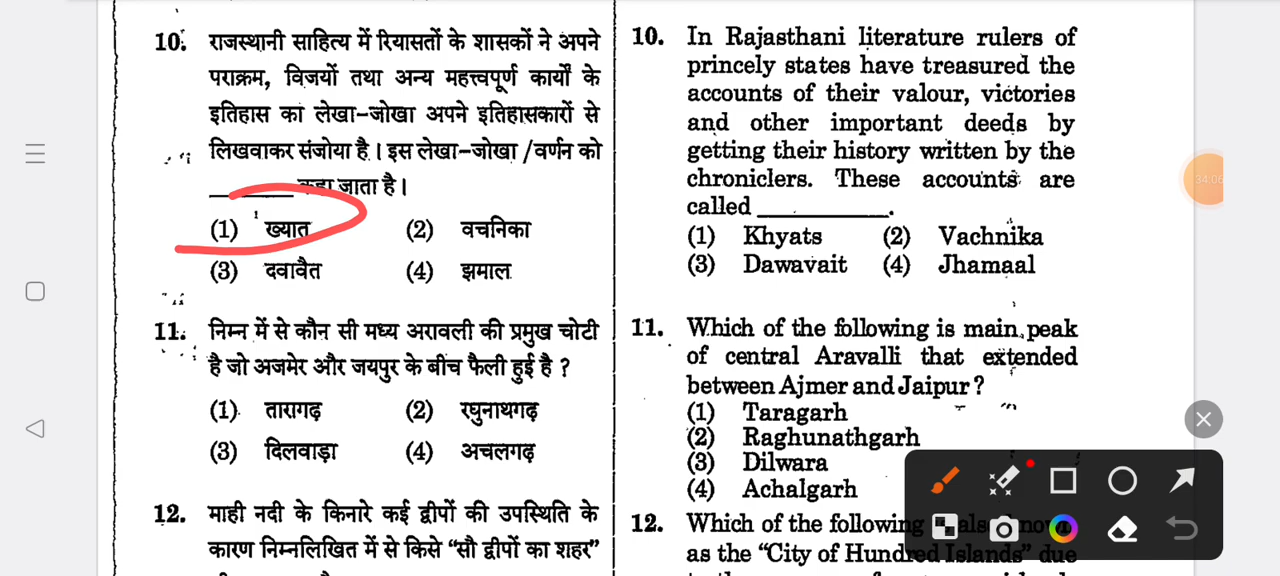 10. राजस्थानी साहित्य में रियासतों के शासकों ने अपने
पराक्रम, विजयों तथा अन्य महत्त्वपूर्ण कार्यों के
इतिहास का लेखा-जोखा अपने इतिहासकारों से
लिखवाकर संजोया है। इस लेखा-जोखा / वर्णन को
________ कहा जाता है।
(1) ख्यात (2) वचनिका
(3) दवावैत (4) झमाल
11. निम्न में से कौन सी मध्य अरावली की प्रमुख चोटी
है जो अजमेर और जयपुर के बीच फैली हुई है ?
(1) तारागढ़ (2) रघुनाथगढ़
(3) दिलवाड़ा (4) अचलगढ़
12. माही नदी के किनारे कई द्वीपों की उपस्थिति के
कारण निम्नलिखित में से किसे “सौ द्वीपों का शहर”
10. In Rajasthani literature rulers of
princely states have treasured the
accounts of their valour, victories
and other important deeds by
getting their history written by the
chroniclers. These accounts are
called ___________.
(1) Khyats (2) Vachnika
(3) Dawavait (4) Jhamaal
11. Which of the following is main peak
of central Aravalli that extended
between Ajmer and Jaipur ?
(1) Taragarh
(2) Raghunathgarh
(3) Dilwara
(4) Achalgarh
12. Which of the following
as the “City of Hundred Islands” due
34:06